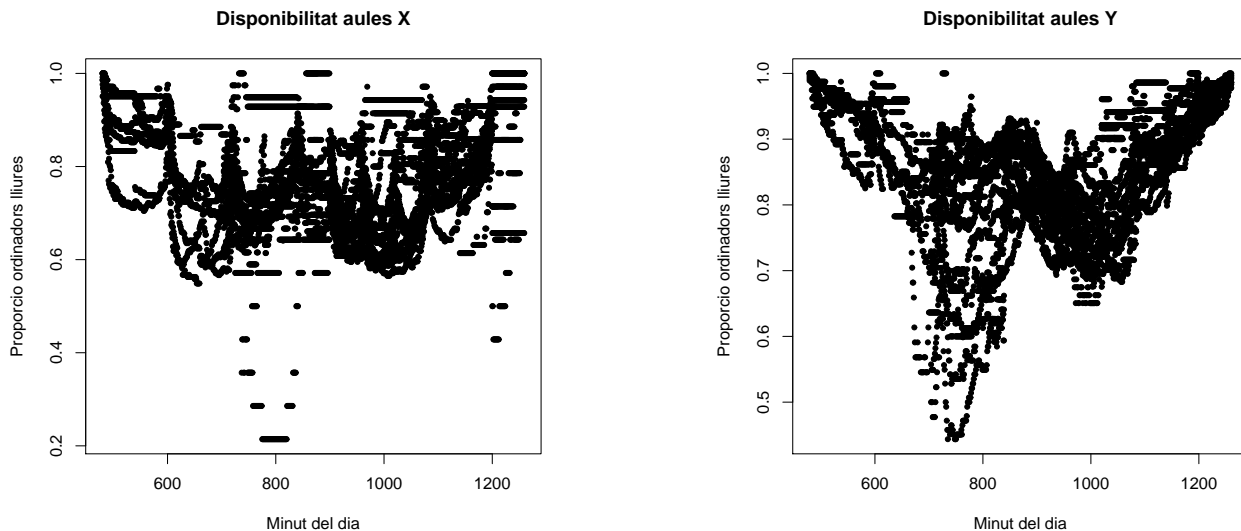 Disponibilitat aules X
Proporcio ordinadors lliures
1.0
0.8
0.6
0.4
0.2
600 800 1000 1200
Minut del dia
Disponibilitat aules Y
Proporcio ordinadors lliures
1.0
0.9
0.8
0.7
0.6
0.5
600 800 1000 1200
Minut del dia